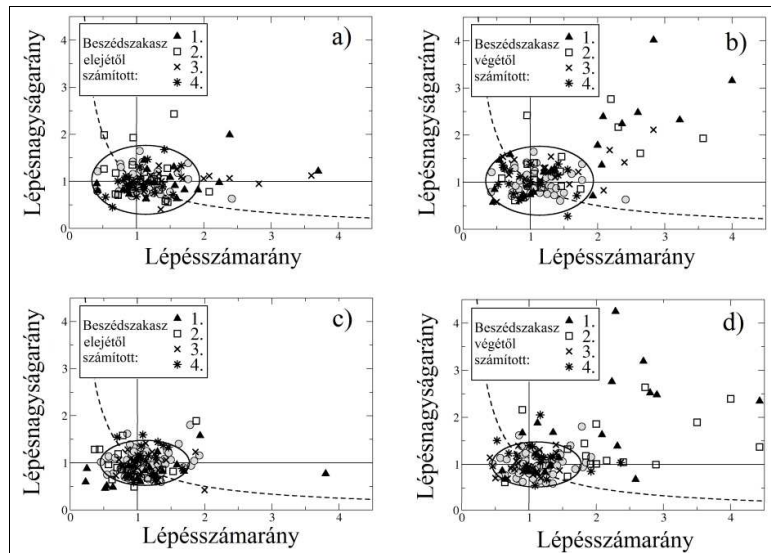 a)
Beszédszakasz
elejétől
számított:
1.
2.
3.
4.
Lépésnagyságarány
4
3
2
1
0
0 1 2 3 4
Lépésszámarány
b)
Beszédszakasz
végétől
számított:
1.
2.
3.
4.
Lépésnagyságarány
4
3
2
1
0
0 1 2 3 4
Lépésszámarány
c)
Beszédszakasz
elejétől
számított:
1.
2.
3.
4.
Lépésnagyságarány
4
3
2
1
0
0 1 2 3 4
Lépésszámarány
d)
Beszédszakasz
végétől
számított:
1.
2.
3.
4.
Lépésnagyságarány
4
3
2
1
0
0 1 2 3 4
Lépésszámarány